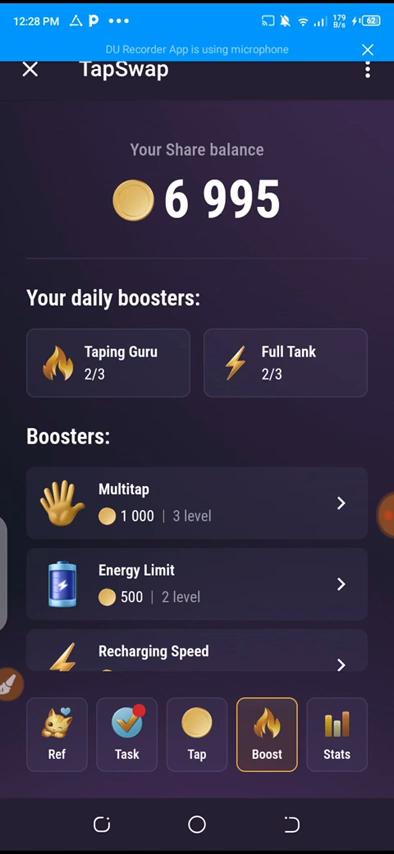 12:28 PM
179
B/s
62
DU Recorder App is using microphone
TapSwap
Your Share balance
6 995
Your daily boosters:
Taping Guru
2/3
Full Tank
2/3
Boosters:
Multitap
1 000 | 3 level
Energy Limit
500 | 2 level
Recharging Speed
Ref
Task
Tap
Boost
Stats